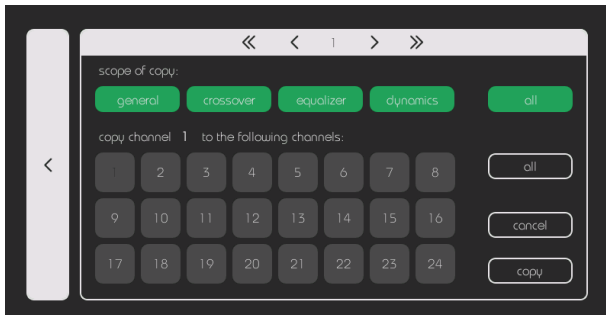 1
scope of copy:
general crossover equalizer dynamics all
copy channel 1 to the following channels:
1 2 3 4 5 6 7 8 all
9 10 11 12 13 14 15 16 cancel
17 18 19 20 21 22 23 24 copy